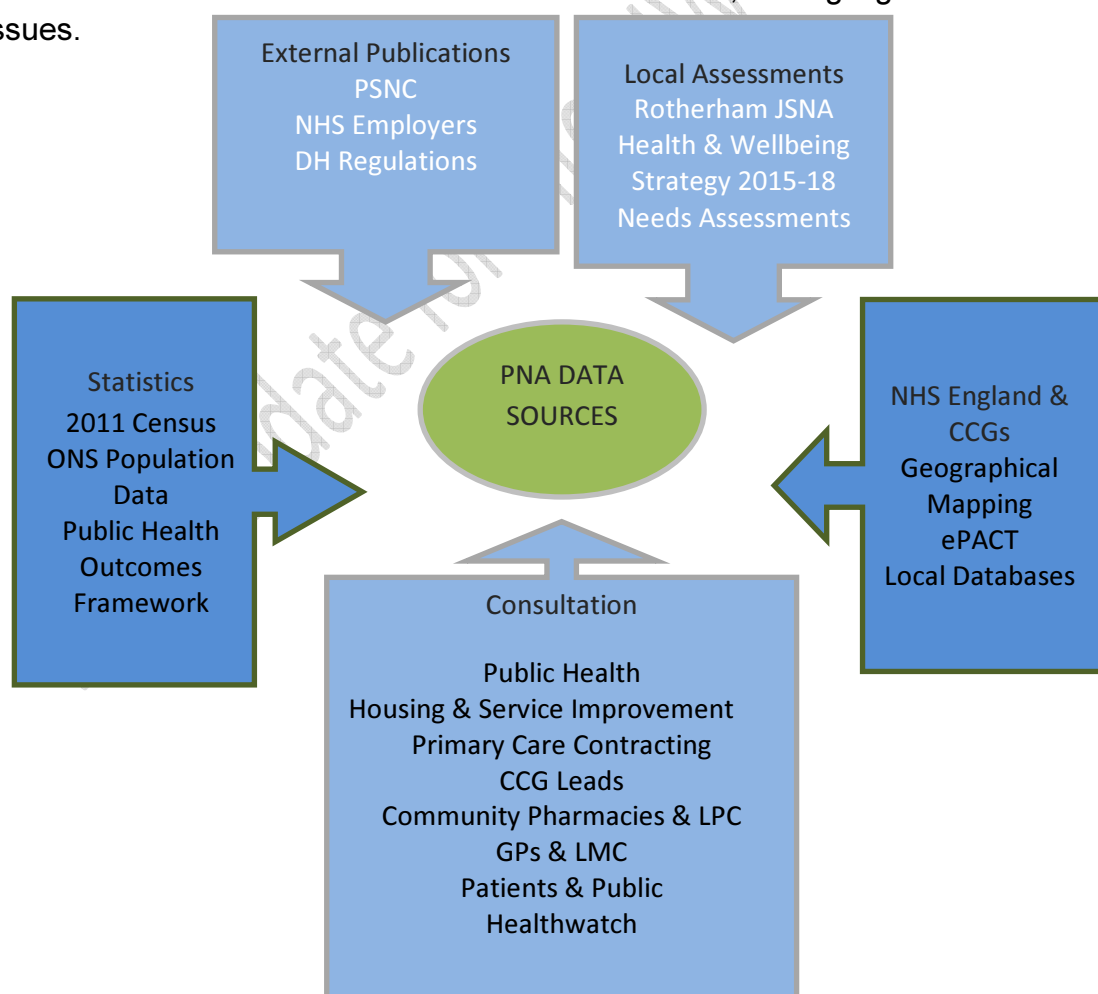 ssues.
External Publications
PSNC
NHS Employers
DH Regulations
Local Assessments
Rotherham JSNA
Health & Wellbeing
Strategy 2015-18
Needs Assessments
PNA DATA
SOURCES
Statistics
2011 Census
ONS Population
Data
Public Health
Outcomes
Framework
NHS England &
CCGs
Geographical
Mapping
ePACT
Local Databases
Consultation
Public Health
Housing & Service Improvement
Primary Care Contracting
CCG Leads
Community Pharmacies & LPC
GPs & LMC
Patients & Public
Healthwatch